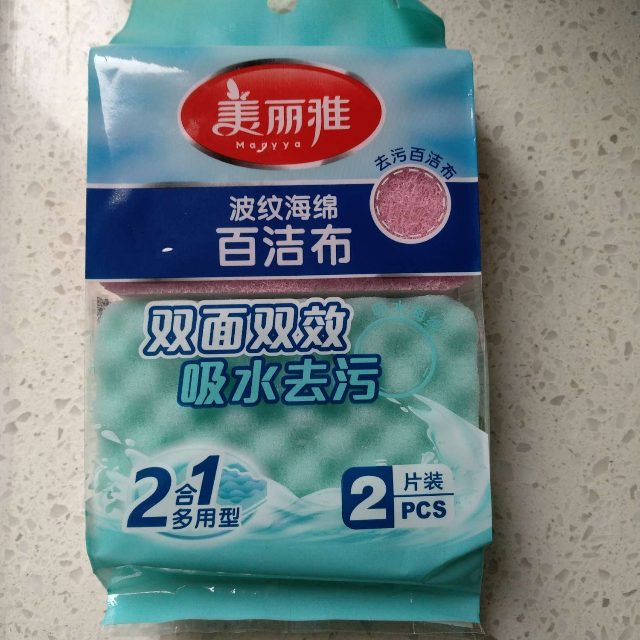 美丽雅
Magyya
去污百洁布
波纹海绵
百洁布
双面双效
吸水去污
2合1
多用型
2
片装
PCS